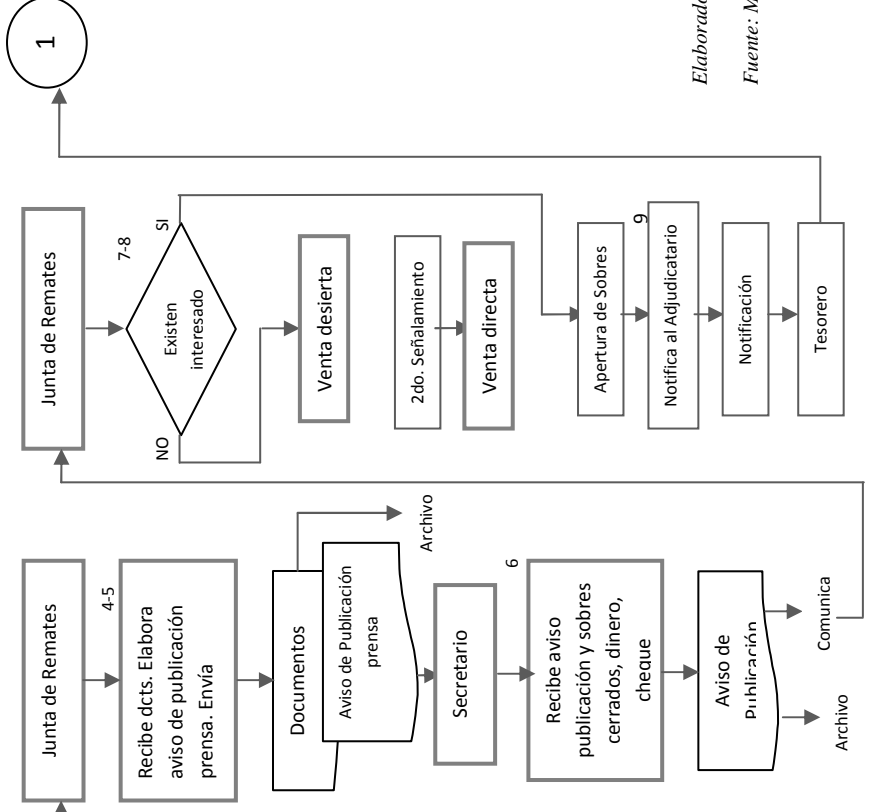 Junta de Remates
4-5
Recibe dcts. Elabora
aviso de publicación
prensa. Envía
Documentos
Aviso de Publicación
prensa
Archivo
Secretario
6
Recibe aviso
publicación y sobres
cerrados, dinero,
cheque
Aviso de
Publicación
Archivo
Comunica
Junta de Remates
7-8
Existen
interesado
SI
NO
Venta desierta
2do. Señalamiento
Venta directa
Apertura de Sobres
9
Notifica al Adjudicatario
Notificación
Tesorero
1
Elaborado
Fuente: M